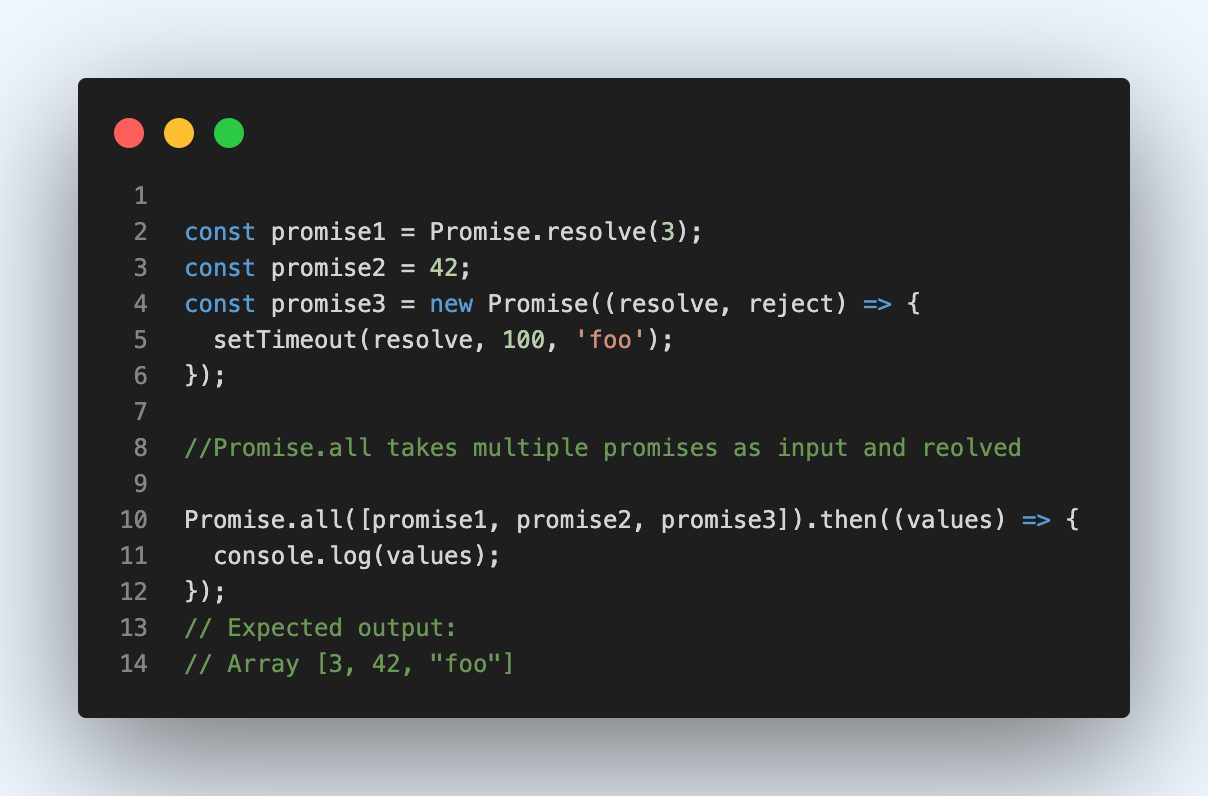 1
2 const promise1 = Promise.resolve(3);
3 const promise2 = 42;
4 const promise3 = new Promise((resolve, reject) => {
5   setTimeout(resolve, 100, 'foo');
6 });
7
8 //Promise.all takes multiple promises as input and reolved
9
10 Promise.all([promise1, promise2, promise3]).then((values) => {
11   console.log(values);
12 });
13 // Expected output:
14 // Array [3, 42, "foo"]